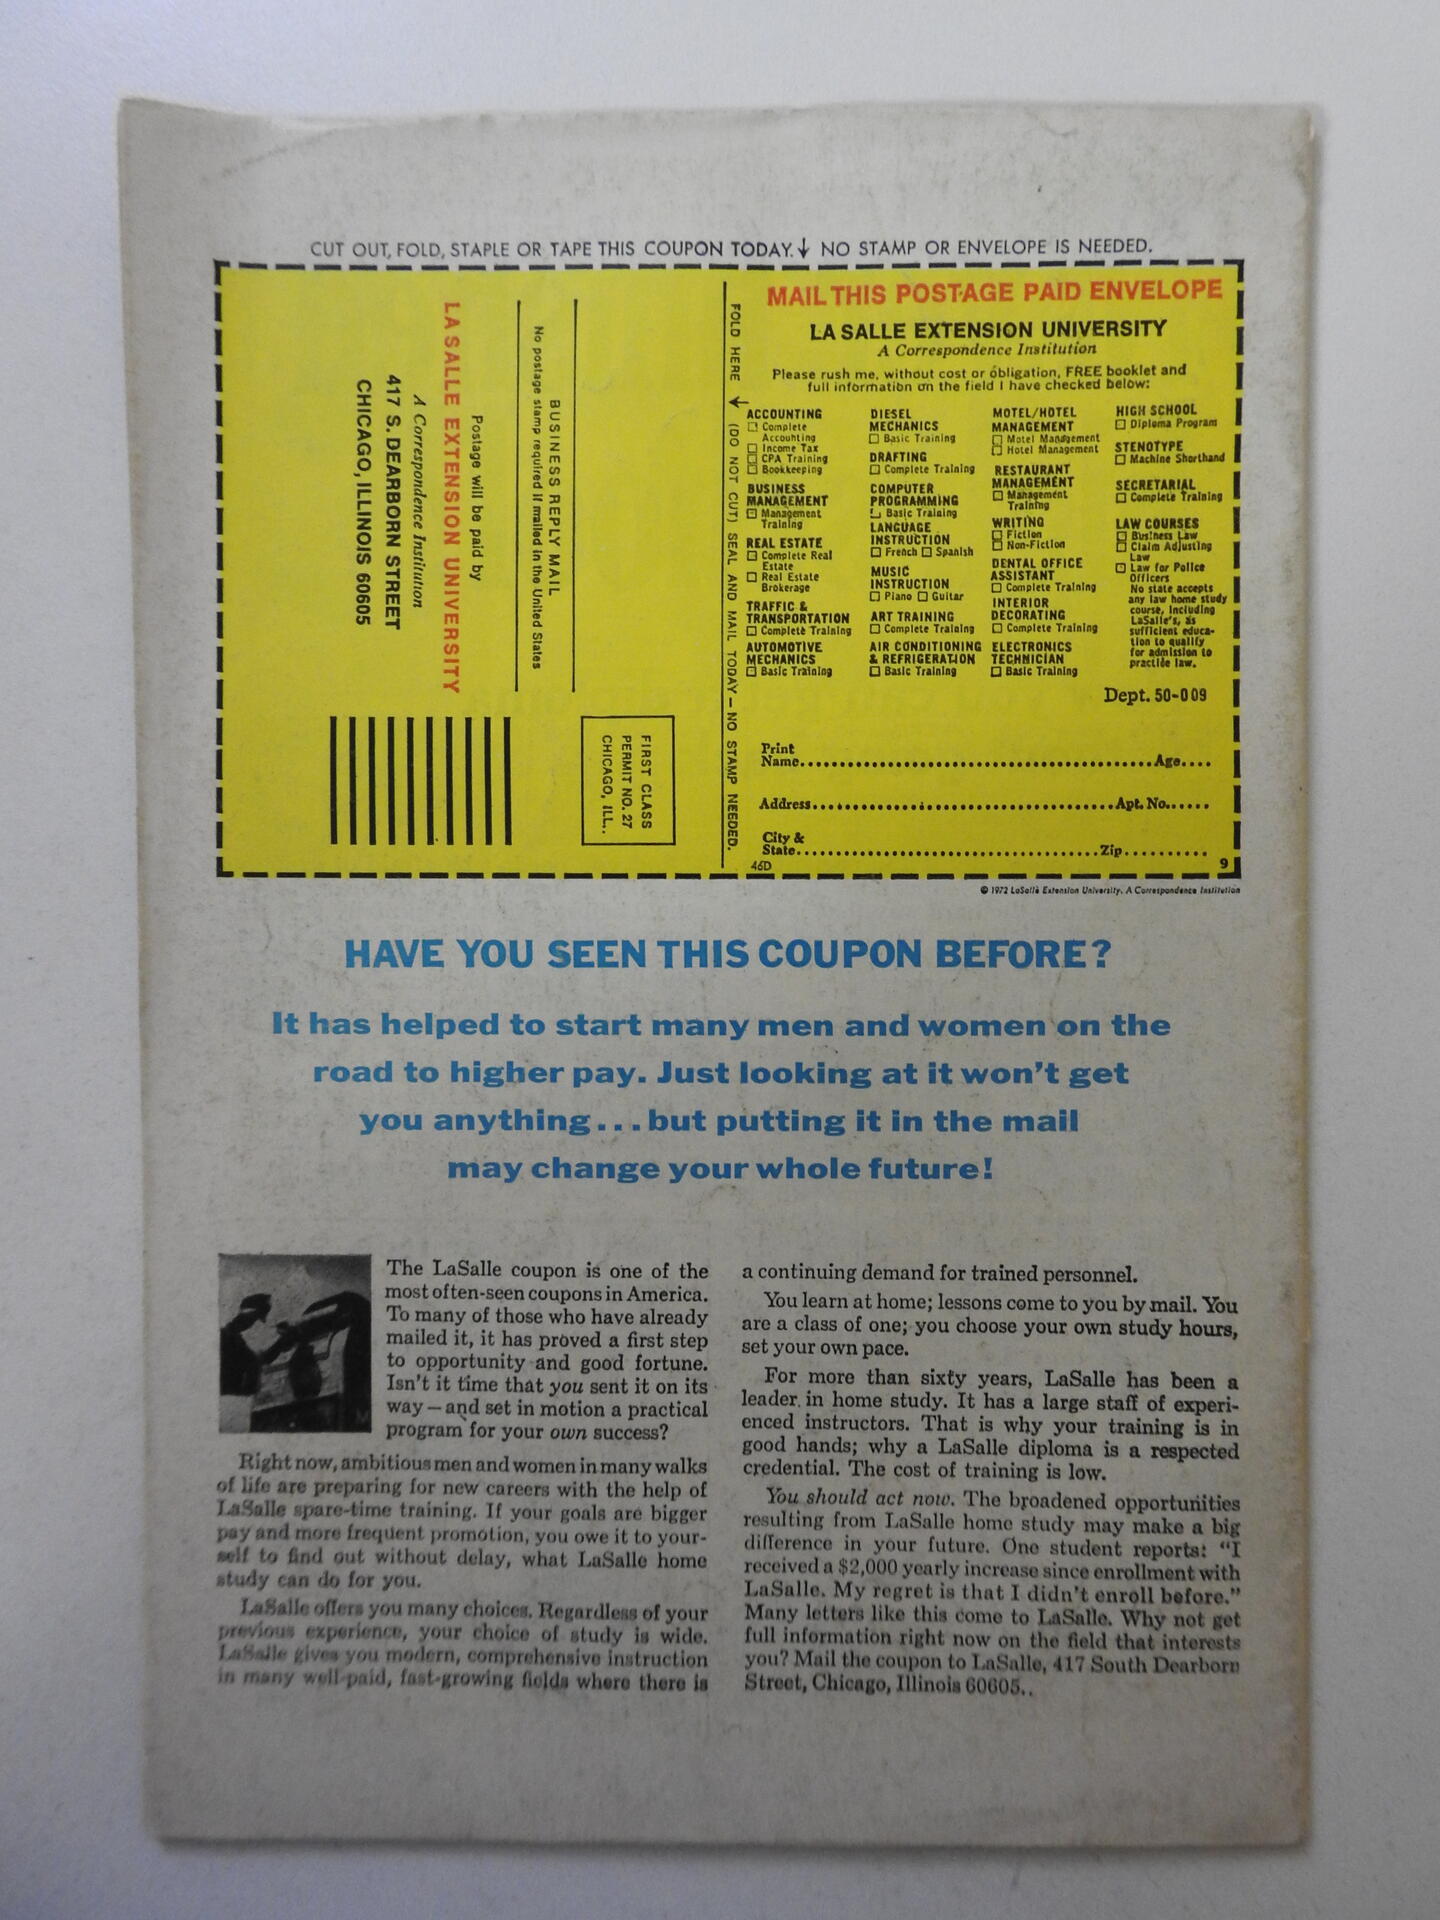 CUT OUT, FOLD, STAPLE OR TAPE THIS COUPON TODAY.↓ NO STAMP OR ENVELOPE IS NEEDED.
BUSINESS REPLY MAIL
No postage stamp required if mailed in the United States
Postage will be paid by
LA SALLE EXTENSION UNIVERSITY
A Correspondence Institution
417 S. DEARBORN STREET
CHICAGO, ILLINOIS 60605
FIRST CLASS
PERMIT NO. 27
CHICAGO, ILL..
FOLD HERE ↓ (DO NOT CUT) SEAL AND MAIL TODAY — NO STAMP NEEDED.
MAIL THIS POSTAGE PAID ENVELOPE
LA SALLE EXTENSION UNIVERSITY
A Correspondence Institution
Please rush me, without cost or obligation, FREE booklet and
full information on the field I have checked below:
ACCOUNTING
☐ Complete
Accounting
☐ Income Tax
☐ CPA Training
☐ Bookkeeping
BUSINESS
MANAGEMENT
☐ Management
Training
REAL ESTATE
☐ Complete Real
Estate
☐ Real Estate
Brokerage
TRAFFIC &
TRANSPORTATION
☐ Complete Training
AUTOMOTIVE
MECHANICS
☐ Basic Training
DIESEL
MECHANICS
☐ Basic Training
DRAFTING
☐ Complete Training
COMPUTER
PROGRAMMING
☐ Basic Training
LANGUAGE
INSTRUCTION
☐ French ☐ Spanish
MUSIC
INSTRUCTION
☐ Piano ☐ Guitar
ART TRAINING
☐ Complete Training
AIR CONDITIONING
& REFRIGERATION
☐ Basic Training
MOTEL/HOTEL
MANAGEMENT
☐ Motel Management
☐ Hotel Management
RESTAURANT
MANAGEMENT
☐ Management
Training
WRITING
☐ Fiction
☐ Non-Fiction
DENTAL OFFICE
ASSISTANT
☐ Complete Training
INTERIOR
DECORATING
☐ Complete Training
ELECTRONICS
TECHNICIAN
☐ Basic Training
HIGH SCHOOL
☐ Diploma Program
STENOTYPE
☐ Machine Shorthand
SECRETARIAL
☐ Complete Training
LAW COURSES
☐ Business Law
☐ Claim Adjusting
Law
☐ Law for Police
Officers
No state accepts
any law home study
course, including
LaSalle's, as
sufficient educa-
tion to qualify
for admission to
practice law.
Dept. 50-009
Print
Name..........Age....
Address..........Apt. No......
City &
State..........Zip..........
46D 9
© 1972 LaSalle Extension University. A Correspondence Institution
HAVE YOU SEEN THIS COUPON BEFORE?
It has helped to start many men and women on the
road to higher pay. Just looking at it won't get
you anything...but putting it in the mail
may change your whole future!
The LaSalle coupon is one of the
most often-seen coupons in America.
To many of those who have already
mailed it, it has proved a first step
to opportunity and good fortune.
Isn't it time that you sent it on its
way — and set in motion a practical
program for your own success?
Right now, ambitious men and women in many walks
of life are preparing for new careers with the help of
LaSalle spare-time training. If your goals are bigger
pay and more frequent promotion, you owe it to your-
self to find out without delay, what LaSalle home
study can do for you.
LaSalle offers you many choices. Regardless of your
previous experience, your choice of study is wide.
LaSalle gives you modern, comprehensive instruction
in many well-paid, fast-growing fields where there is
a continuing demand for trained personnel.
You learn at home; lessons come to you by mail. You
are a class of one; you choose your own study hours,
set your own pace.
For more than sixty years, LaSalle has been a
leader in home study. It has a large staff of experi-
enced instructors. That is why your training is in
good hands; why a LaSalle diploma is a respected
credential. The cost of training is low.
You should act now. The broadened opportunities
resulting from LaSalle home study may make a big
difference in your future. One student reports: "I
received a $2,000 yearly increase since enrollment with
LaSalle. My regret is that I didn't enroll before."
Many letters like this come to LaSalle. Why not get
full information right now on the field that interests
you? Mail the coupon to LaSalle, 417 South Dearborn
Street, Chicago, Illinois 60605..